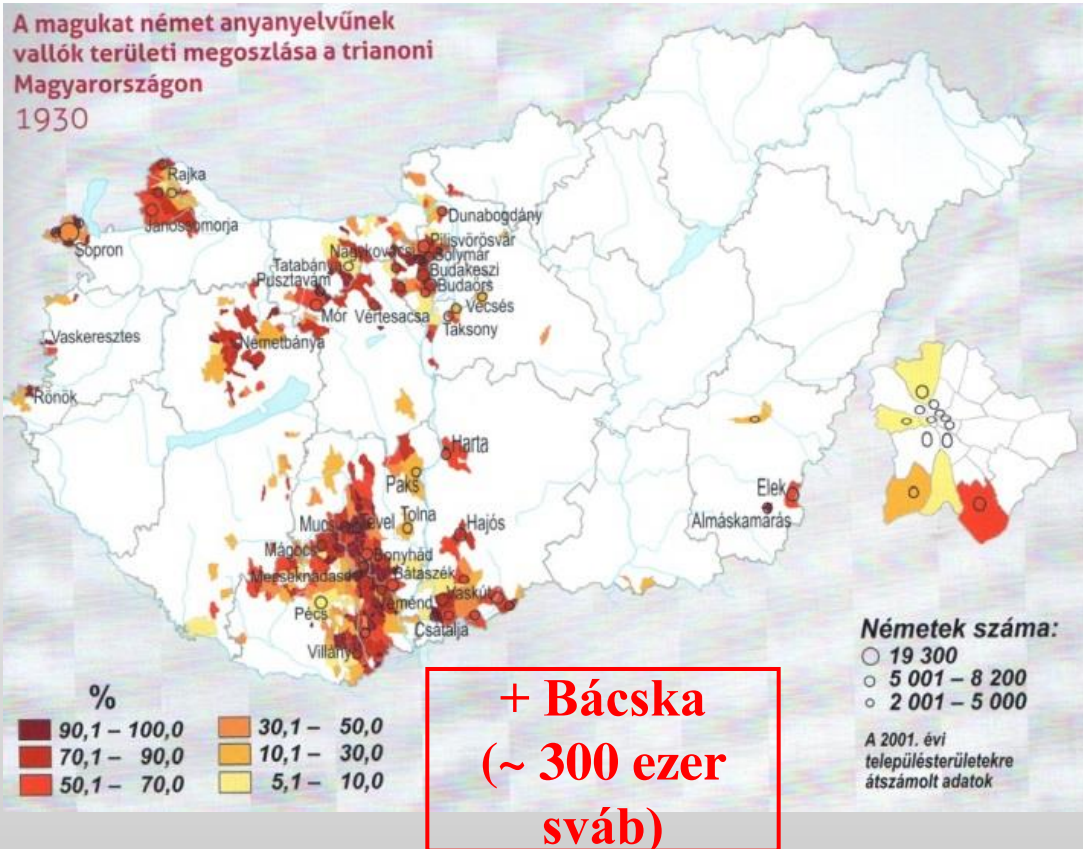 A magukat német anyanyelvűnek
vallók területi megoszlása a trianoni
Magyarországon
1930
Rajka
Jánossomorja
Sopron
Dunabogdány
Pilisvörösvár
Nagykovácsi
Solymár
Tatabánya
Budakeszi
Pusztavám
Budaörs
Vecsés
Mór
Vértesacsa
Taksony
Vaskeresztes
Németbánya
Rönök
Harta
Paks
Elek
Tolna
Mucsi
Hajós
Almáskamarás
Kével
Mágocs
Bonyhád
Mecseknádasd
Bátaszék
Vaskút
Véménd
Pécs
Csátalja
Villány
Németek száma:
19 300
5 001 – 8 200
2 001 – 5 000
A 2001. évi
településterületekre
átszámolt adatok
%
90,1 – 100,0
70,1 – 90,0
50,1 – 70,0
30,1 – 50,0
10,1 – 30,0
5,1 – 10,0
+ Bácska
(~ 300 ezer
sváb)